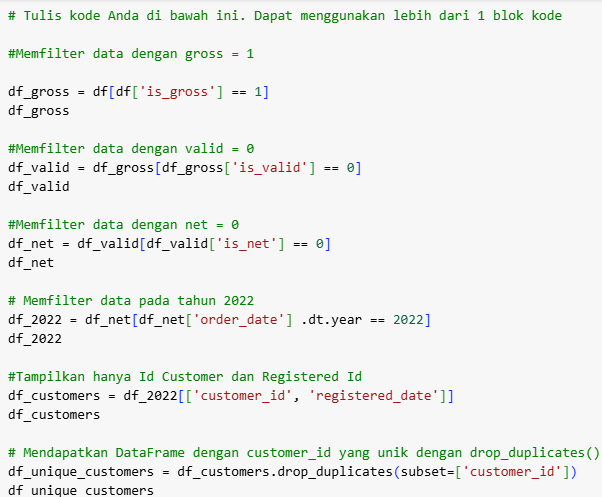 # Tulis kode Anda di bawah ini. Dapat menggunakan lebih dari 1 blok kode
#Memfilter data dengan gross = 1
df_gross = df[df['is_gross'] == 1]
df_gross
#Memfilter data dengan valid = 0
df_valid = df_gross[df_gross['is_valid'] == 0]
df_valid
#Memfilter data dengan net = 0
df_net = df_valid[df_valid['is_net'] == 0]
df_net
# Memfilter data pada tahun 2022
df_2022 = df_net[df_net['order_date'] .dt.year == 2022]
df_2022
#Tampilkan hanya Id Customer dan Registered Id
df_customers = df_2022[['customer_id', 'registered_date']]
df_customers
# Mendapatkan DataFrame dengan customer_id yang unik dengan drop_duplicates()
df_unique_customers = df_customers.drop_duplicates(subset=['customer_id'])
df_unique_customers